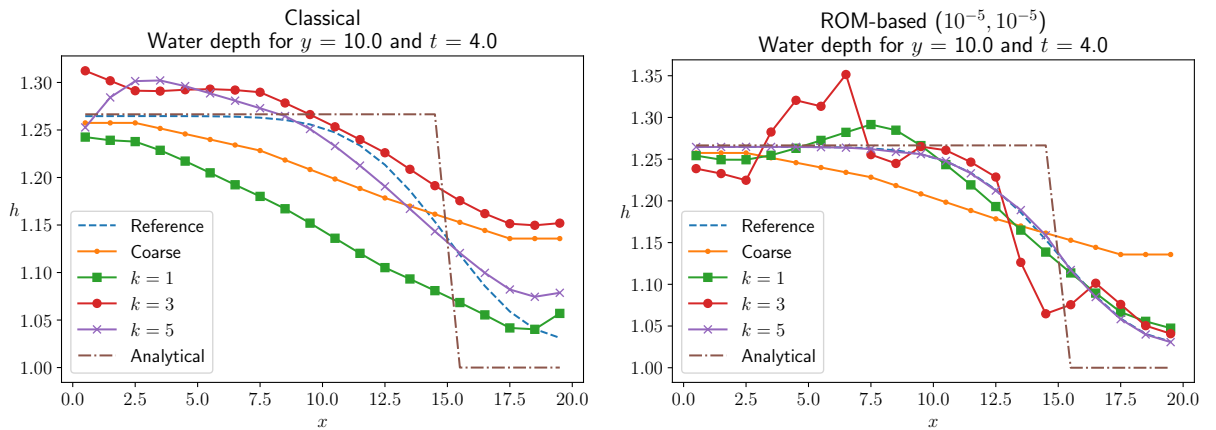 Classical
Water depth for y = 10.0 and t = 4.0
1.30
1.25
1.20
h
1.15
1.10
1.05
1.00
Reference
Coarse
k = 1
k = 3
k = 5
Analytical
0.0 2.5 5.0 7.5 10.0 12.5 15.0 17.5 20.0
x
ROM-based (10⁻⁵, 10⁻⁵)
Water depth for y = 10.0 and t = 4.0
1.35
1.30
1.25
1.20
h
1.15
1.10
1.05
1.00
Reference
Coarse
k = 1
k = 3
k = 5
Analytical
0.0 2.5 5.0 7.5 10.0 12.5 15.0 17.5 20.0
x